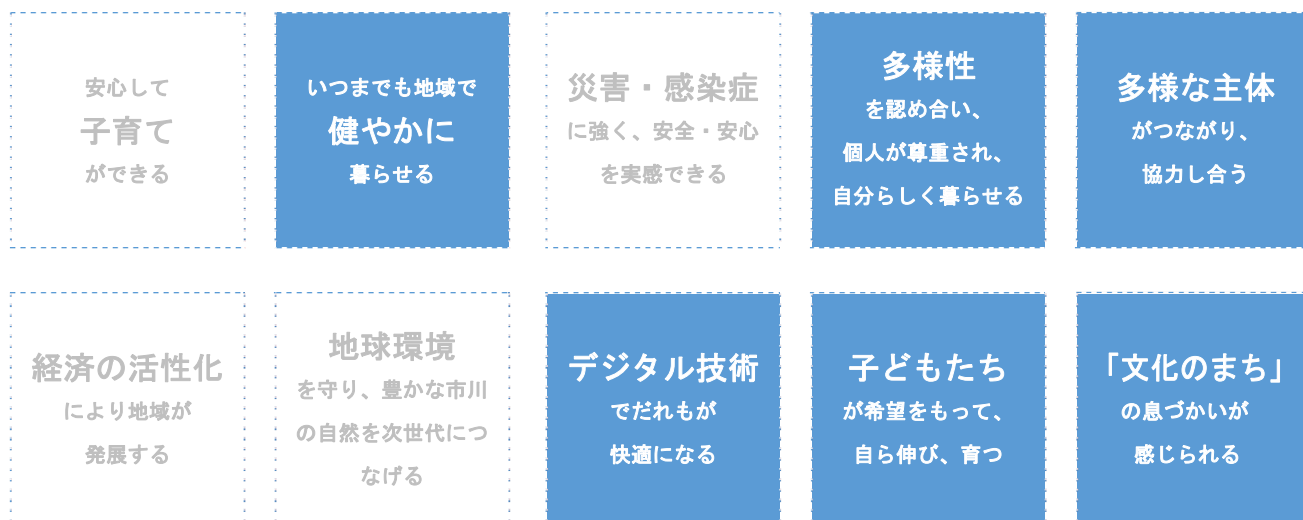 安心して
子育て
ができる
いつまでも地域で
健やかに
暮らせる
災害・感染症
に強く、安全・安心
を実感できる
多様性
を認め合い、
個人が尊重され、
自分らしく暮らせる
多様な主体
がつながり、
協力し合う
経済の活性化
により地域が
発展する
地球環境
を守り、豊かな市川
の自然を次世代につ
なげる
デジタル技術
でだれもが
快適になる
子どもたち
が希望をもって、
自ら伸び、育つ
「文化のまち」
の息づかいが
感じられる